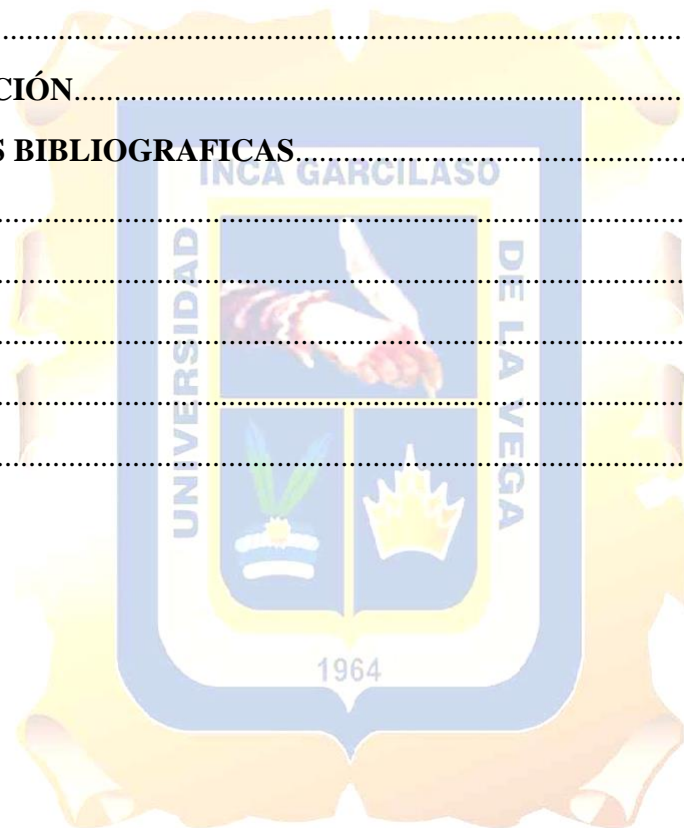 ................................................................................
CIÓN................................................................................
S BIBLIOGRAFICAS................................................................
INCA GARCILASO
UNIVERSIDAD
DE LA VEGA
................................................................................
................................................................................
................................................................................
................................................................................
................................................................................
1964